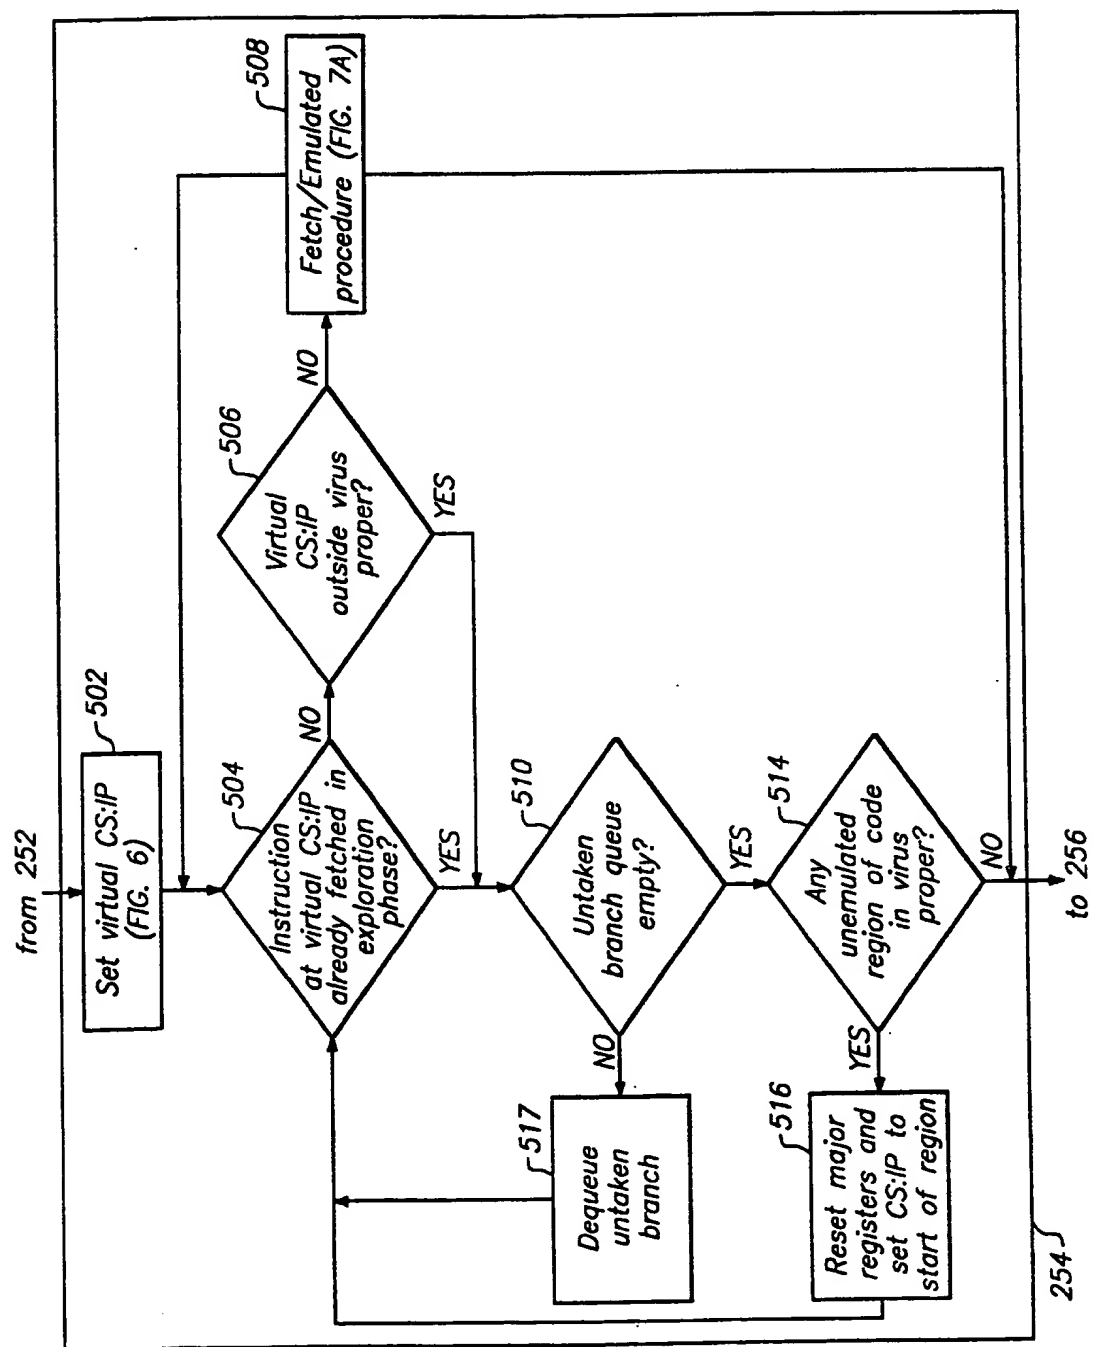 from 252
502
Set virtual CS:IP
(FIG. 6)
504
Instruction
at virtual CS:IP
already fetched in
exploration
phase?
NO
YES
506
Virtual
CS:IP
outside virus
proper?
NO
YES
508
Fetch/Emulated
procedure (FIG. 7A)
510
Untaken
branch queue
empty?
NO
YES
517
Dequeue
untaken
branch
514
Any
unemulated
region of code
in virus
proper?
YES
NO
516
Reset major
registers and
set CS:IP to
start of region
to 256
254